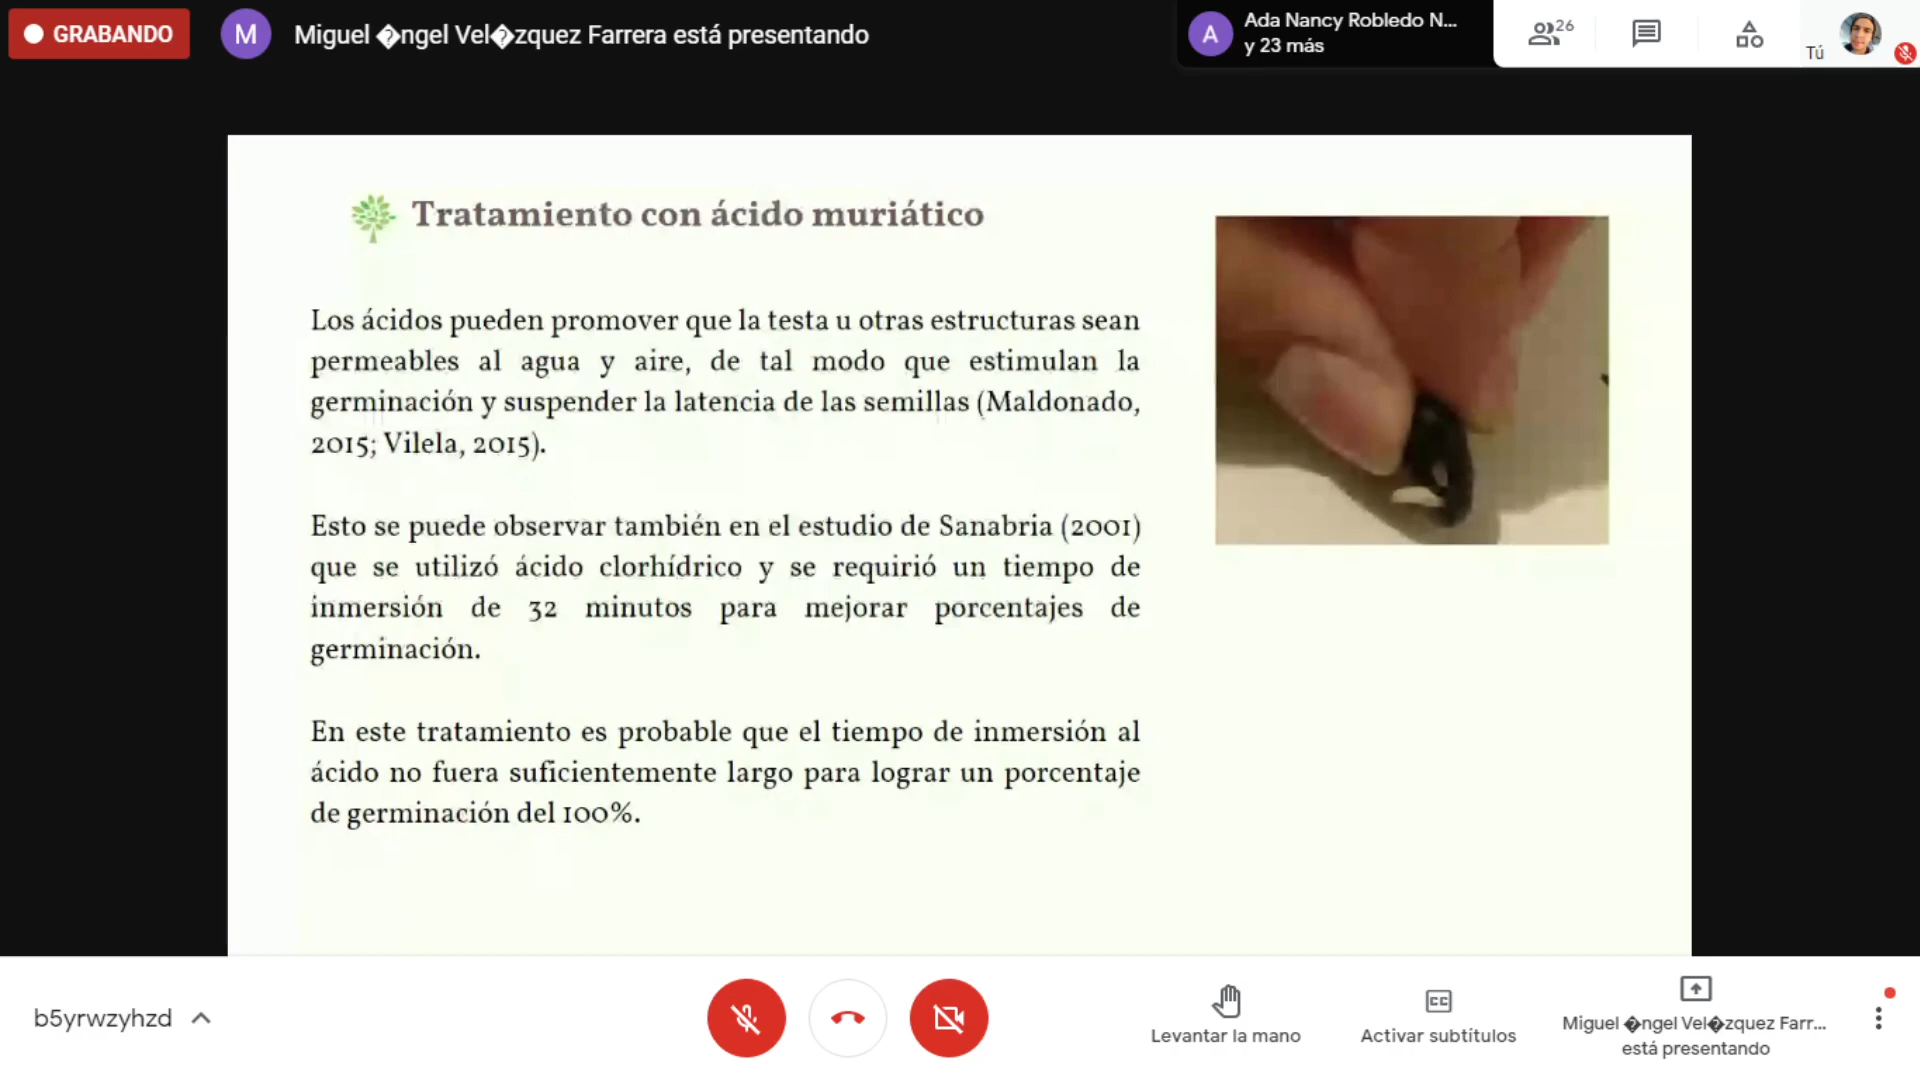 GRABANDO
M
Miguel �ngel Vel�zquez Farrera está presentando
A
Ada Nancy Robledo N...
y 23 más
26
Tú
Tratamiento con ácido muriático
Los ácidos pueden promover que la testa u otras estructuras sean
permeables al agua y aire, de tal modo que estimulan la
germinación y suspender la latencia de las semillas (Maldonado,
2015; Vilela, 2015).
Esto se puede observar también en el estudio de Sanabria (2001)
que se utilizó ácido clorhídrico y se requirió un tiempo de
inmersión de 32 minutos para mejorar porcentajes de
germinación.
En este tratamiento es probable que el tiempo de inmersión al
ácido no fuera suficientemente largo para lograr un porcentaje
de germinación del 100%.
b5yrwzyhzd
Levantar la mano
CC
Activar subtítulos
Miguel �ngel Vel�zquez Farr...
está presentando